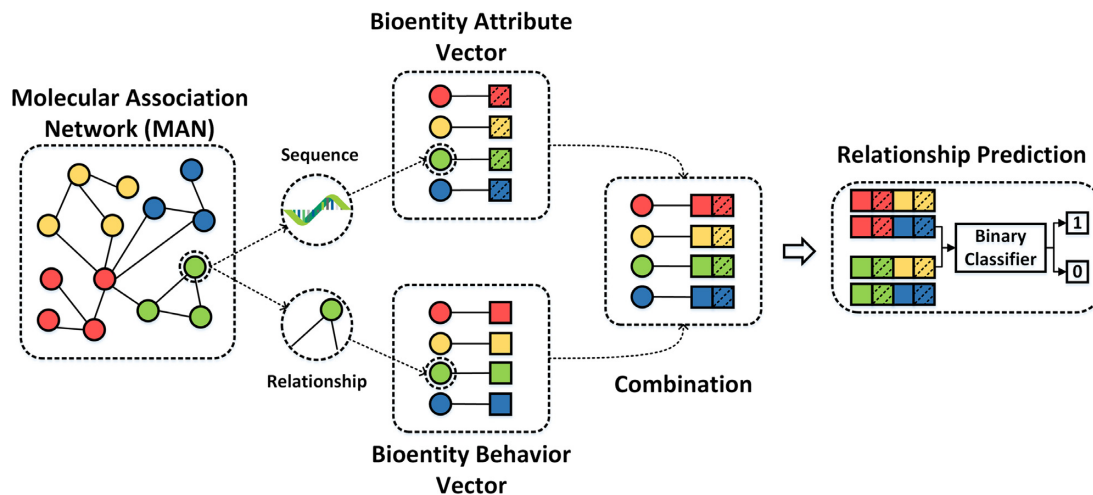 Molecular Association
Network (MAN)
Sequence
Relationship
Bioentity Attribute
Vector
Bioentity Behavior
Vector
Combination
Relationship Prediction
Binary
Classifier
1
0